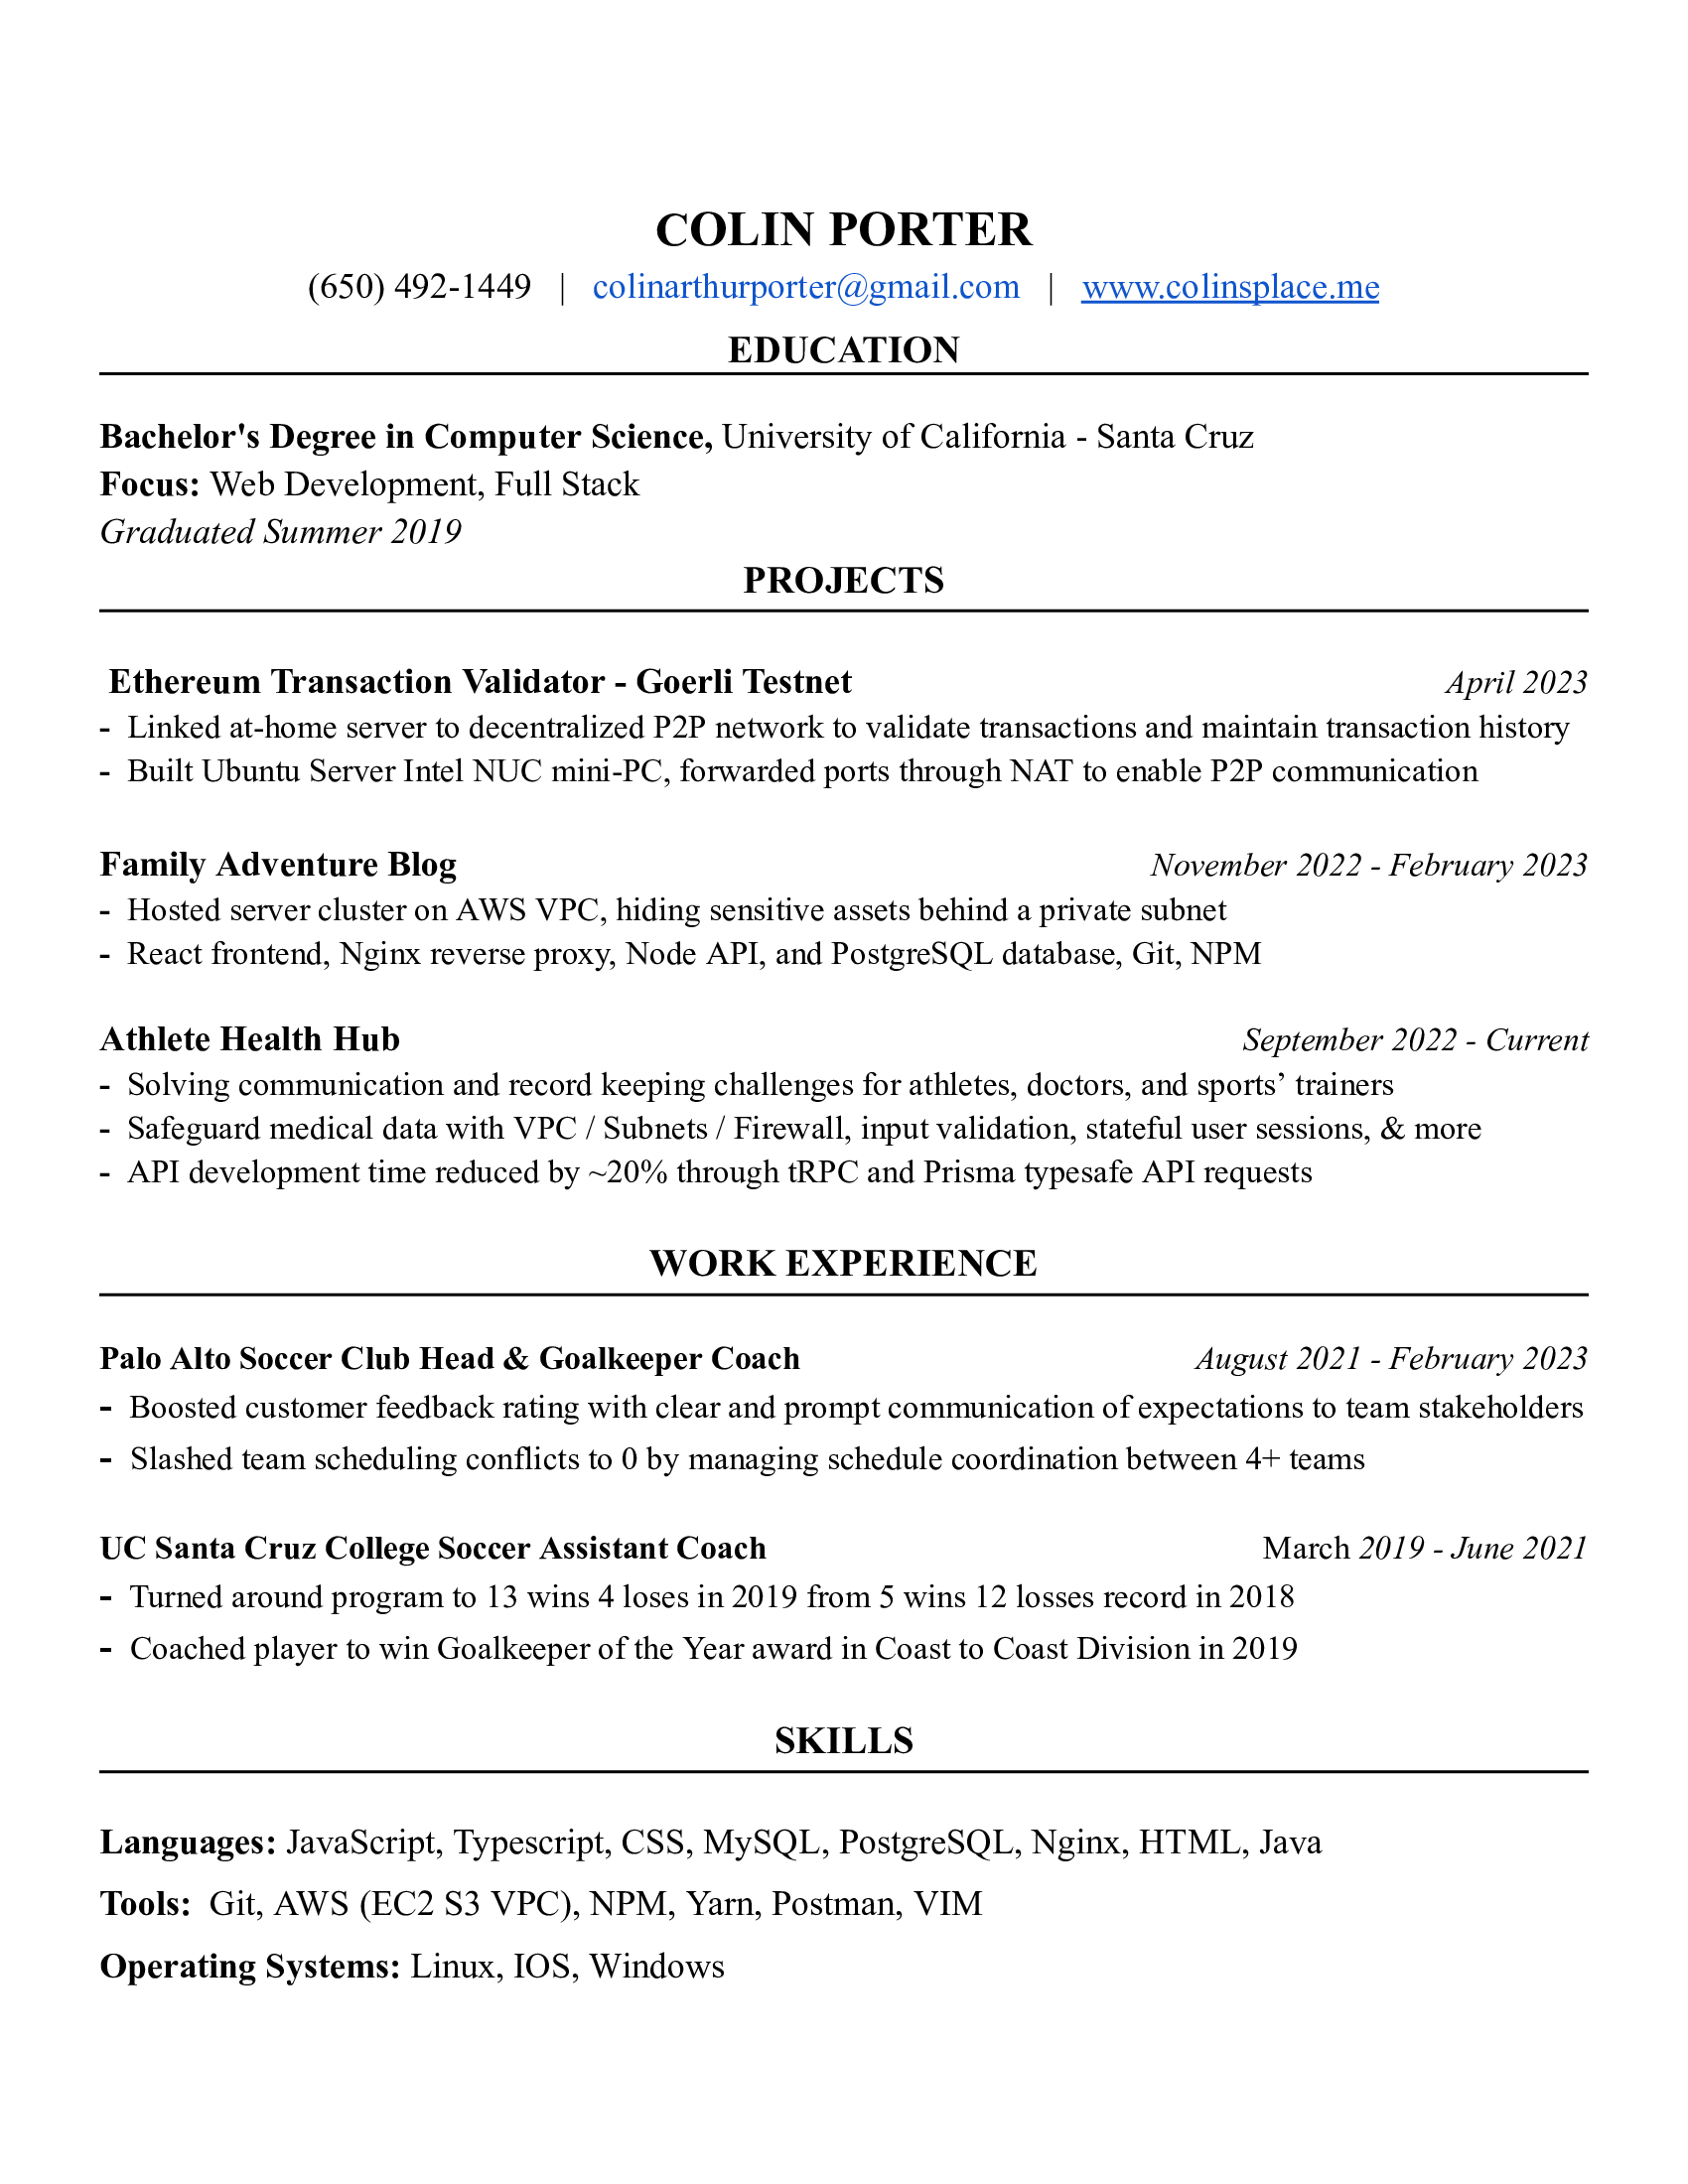 COLIN PORTER
(650) 492-1449 | colinarthurporter@gmail.com | www.colinsplace.me
EDUCATION
Bachelor's Degree in Computer Science, University of California - Santa Cruz
Focus: Web Development, Full Stack
Graduated Summer 2019
PROJECTS
Ethereum Transaction Validator - Goerli Testnet April 2023
- Linked at-home server to decentralized P2P network to validate transactions and maintain transaction history
- Built Ubuntu Server Intel NUC mini-PC, forwarded ports through NAT to enable P2P communication
Family Adventure Blog November 2022 - February 2023
- Hosted server cluster on AWS VPC, hiding sensitive assets behind a private subnet
- React frontend, Nginx reverse proxy, Node API, and PostgreSQL database, Git, NPM
Athlete Health Hub September 2022 - Current
- Solving communication and record keeping challenges for athletes, doctors, and sports’ trainers
- Safeguard medical data with VPC / Subnets / Firewall, input validation, stateful user sessions, & more
- API development time reduced by ~20% through tRPC and Prisma typesafe API requests
WORK EXPERIENCE
Palo Alto Soccer Club Head & Goalkeeper Coach August 2021 - February 2023
- Boosted customer feedback rating with clear and prompt communication of expectations to team stakeholders
- Slashed team scheduling conflicts to 0 by managing schedule coordination between 4+ teams
UC Santa Cruz College Soccer Assistant Coach March 2019 - June 2021
- Turned around program to 13 wins 4 loses in 2019 from 5 wins 12 losses record in 2018
- Coached player to win Goalkeeper of the Year award in Coast to Coast Division in 2019
SKILLS
Languages: JavaScript, Typescript, CSS, MySQL, PostgreSQL, Nginx, HTML, Java
Tools: Git, AWS (EC2 S3 VPC), NPM, Yarn, Postman, VIM
Operating Systems: Linux, IOS, Windows